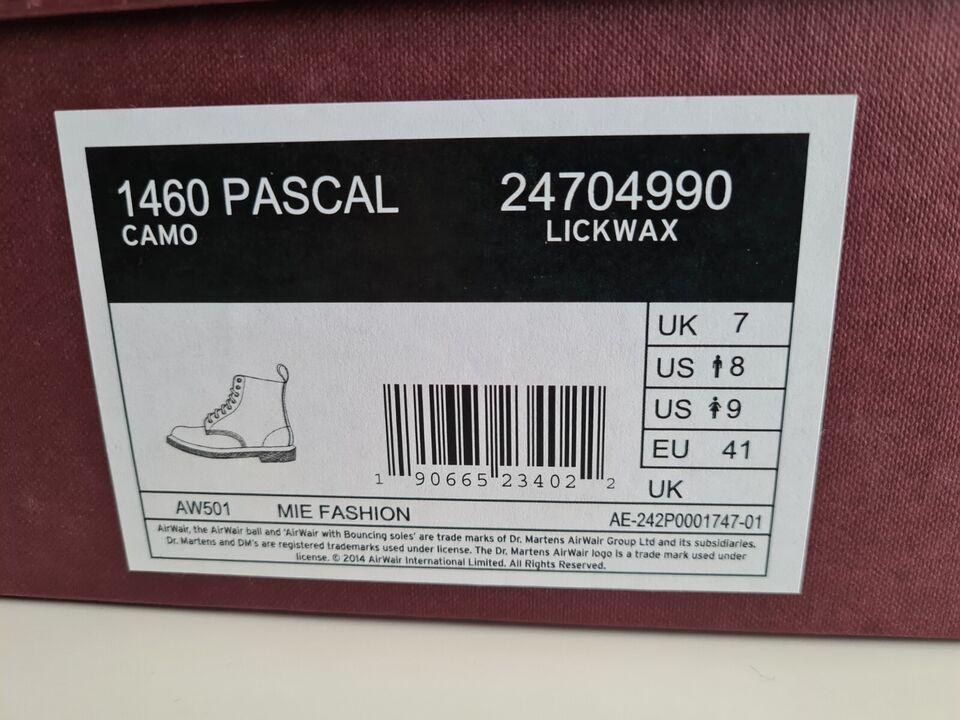 1460 PASCAL 24704990
CAMO LICKWAX
UK 7
US 8
US 9
EU 41
UK
1 90665 23402 2
AW501 MIE FASHION AE-242P0001747-01
AirWair, the AirWair ball and 'AirWair with Bouncing soles' are trade marks of Dr. Martens AirWair Group Ltd and its subsidiaries.
Dr. Martens and DM's are registered trademarks used under license. The Dr. Martens AirWair logo is a trade mark used under
license. © 2014 AirWair International Limited. All Rights Reserved.